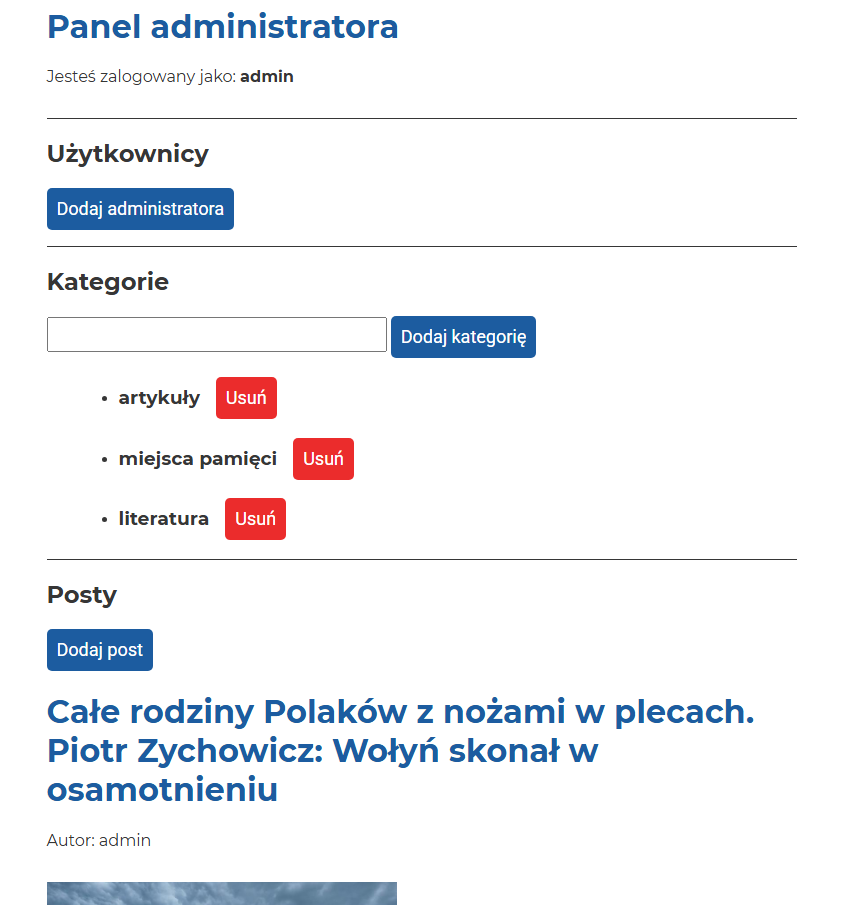 Panel administratora
Jesteś zalogowany jako: admin
Użytkownicy
Dodaj administratora
Kategorie
Dodaj kategorię
artykuły Usuń
miejsca pamięci Usuń
literatura Usuń
Posty
Dodaj post
Całe rodziny Polaków z nożami w plecach.
Piotr Zychowicz: Wołyń skonał w
osamotnieniu
Autor: admin